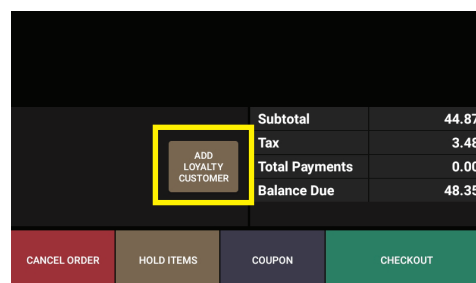 Subtotal 44.87
Tax 3.48
ADD
LOYALTY
CUSTOMER
Total Payments 0.00
Balance Due 48.35
CANCEL ORDER HOLD ITEMS COUPON CHECKOUT